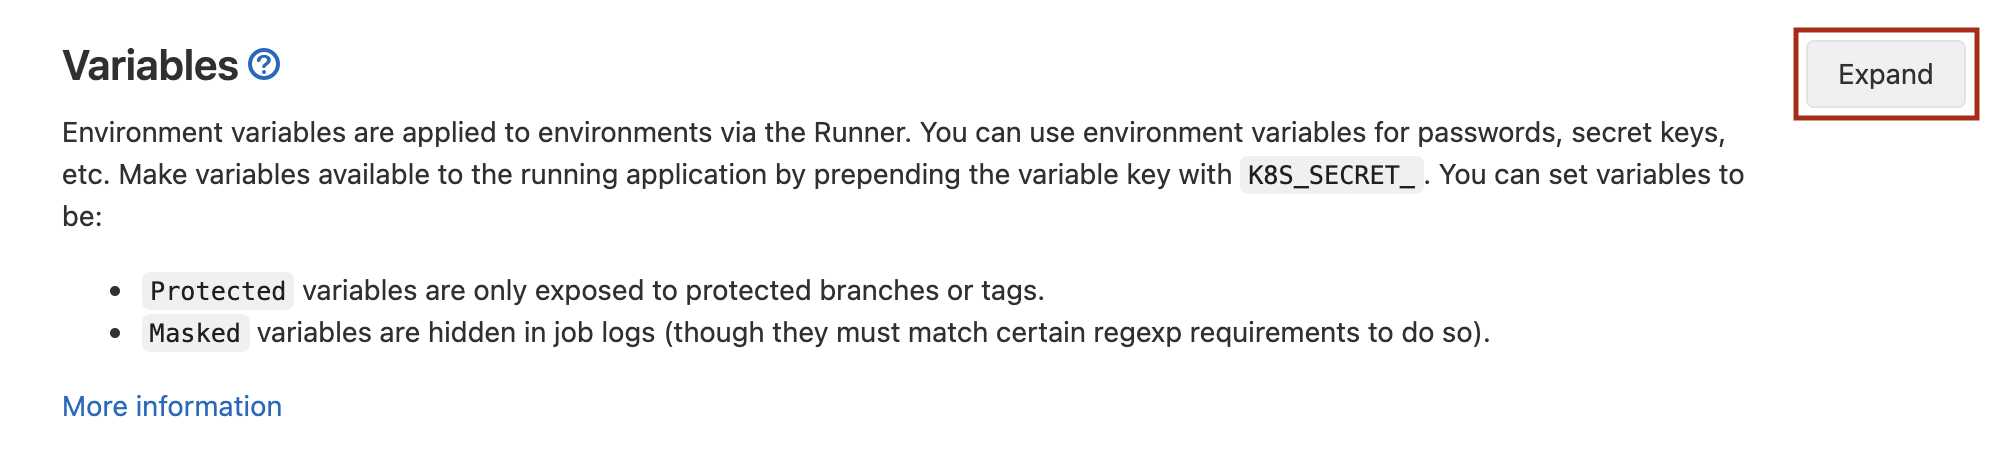 Variables
Expand
Environment variables are applied to environments via the Runner. You can use environment variables for passwords, secret keys,
etc. Make variables available to the running application by prepending the variable key with K8S_SECRET_. You can set variables to
be:
• Protected variables are only exposed to protected branches or tags.
• Masked variables are hidden in job logs (though they must match certain regexp requirements to do so).
More information